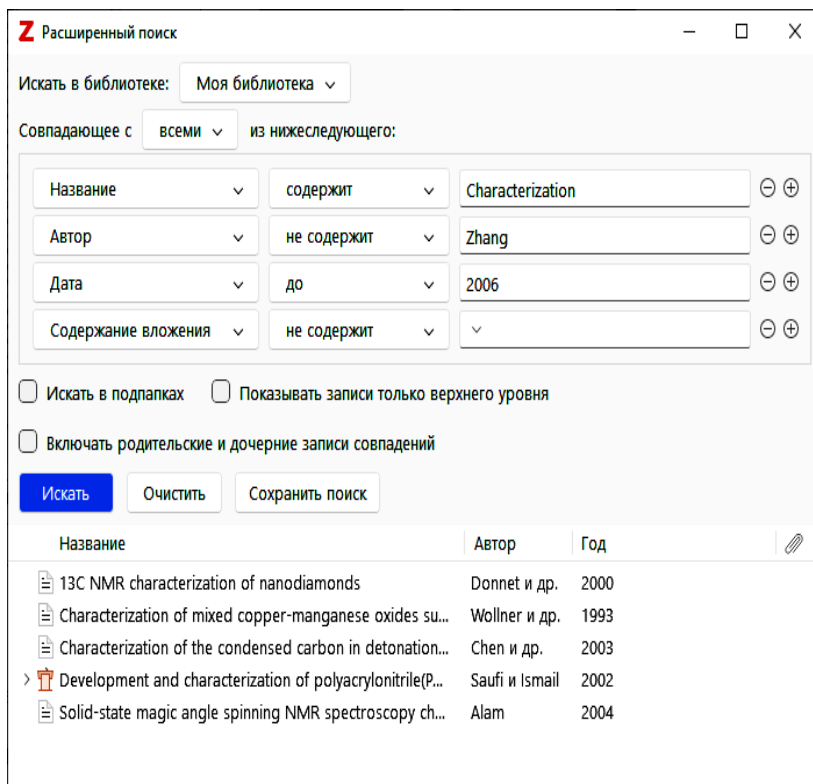 Z Расширенный поиск
Искать в библиотеке: Моя библиотека
Совпадающее с всеми из нижеследующего:
Название содержит Characterization
Автор не содержит Zhang
Дата до 2006
Содержание вложения не содержит
Искать в подпапках Показывать записи только верхнего уровня
Включать родительские и дочерние записи совпадений
Искать Очистить Сохранить поиск
Название Автор Год
13C NMR characterization of nanodiamonds Donnet и др. 2000
Characterization of mixed copper-manganese oxides su... Wollner и др. 1993
Characterization of the condensed carbon in detonation... Chen и др. 2003
Development and characterization of polyacrylonitrile(P... Saufi и Ismail 2002
Solid-state magic angle spinning NMR spectroscopy ch... Alam 2004